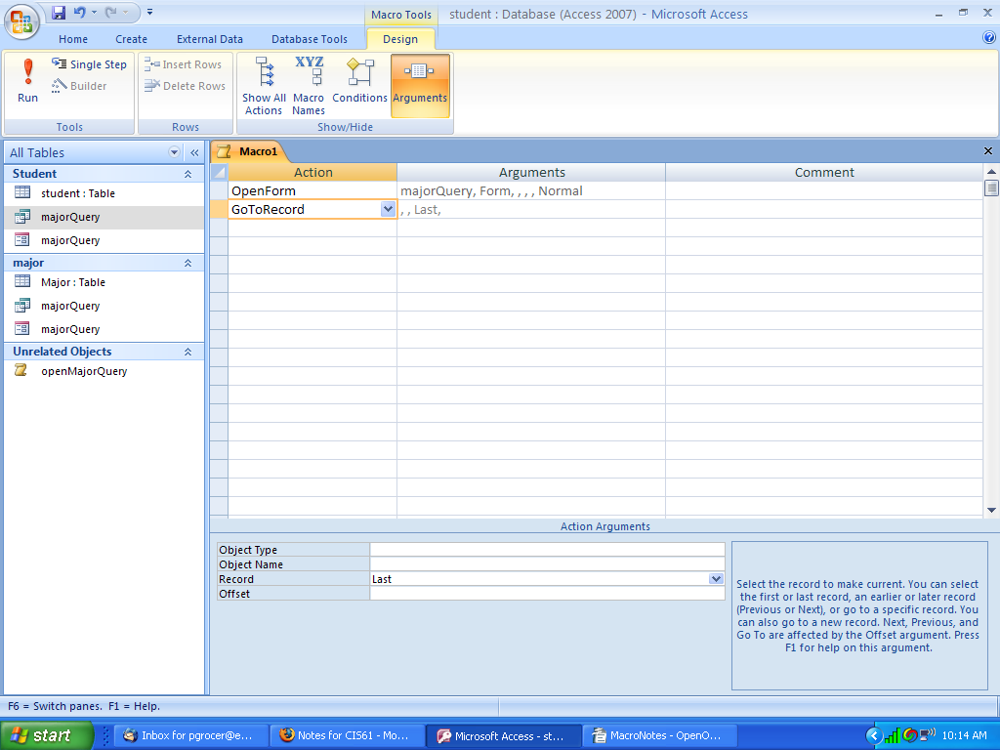 Macro Tools
student : Database (Access 2007) - Microsoft Access
Home
Create
External Data
Database Tools
Design
Run
Single Step
Builder
Tools
Insert Rows
Delete Rows
Rows
XYZ
Show All Actions
Macro Names
Conditions
Arguments
Show/Hide
All Tables
Student
student : Table
majorQuery
majorQuery
major
Major : Table
majorQuery
majorQuery
Unrelated Objects
openMajorQuery
Macro1
Action Arguments Comment
OpenForm majorQuery, Form, , , , Normal
GoToRecord , , Last,
Action Arguments
Object Type
Object Name
Record Last
Offset
Select the record to make current. You can select
the first or last record, an earlier or later record
(Previous or Next), or go to a specific record. You
can also go to a new record. Next, Previous, and
Go To are affected by the Offset argument. Press
F1 for help on this argument.
F6 = Switch panes. F1 = Help.
start
Inbox for pgrocer@e...
Notes for CIS61 - Mo...
Microsoft Access - st...
MacroNotes - OpenO...
10:14 AM